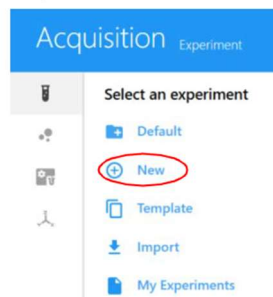 Acquisition Experiment
Select an experiment
Default
New
Template
Import
My Experiments